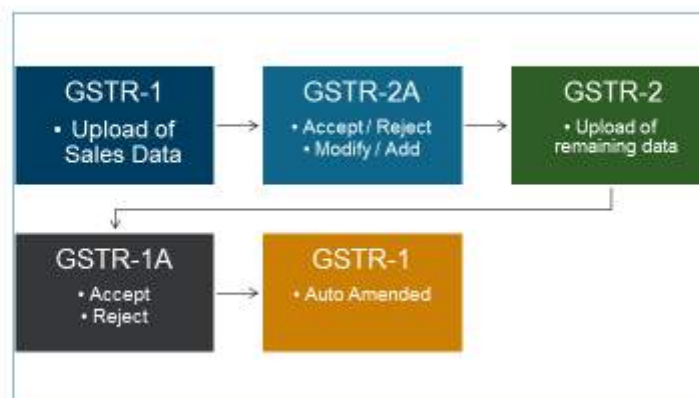 GSTR-1
• Upload of
Sales Data
GSTR-2A
• Accept / Reject
• Modify / Add
GSTR-2
• Upload of
remaining data
GSTR-1A
• Accept
• Reject
GSTR-1
• Auto Amended